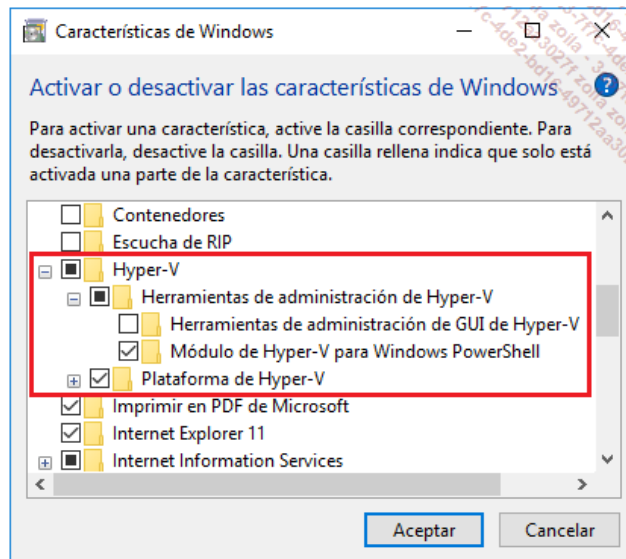 Características de Windows
Activar o desactivar las características de Windows
Para activar una característica, active la casilla correspondiente. Para
desactivarla, desactive la casilla. Una casilla rellena indica que solo está
activada una parte de la característica.
Contenedores
Escucha de RIP
Hyper-V
Herramientas de administración de Hyper-V
Herramientas de administración de GUI de Hyper-V
Módulo de Hyper-V para Windows PowerShell
Plataforma de Hyper-V
Imprimir en PDF de Microsoft
Internet Explorer 11
Internet Information Services
Aceptar
Cancelar